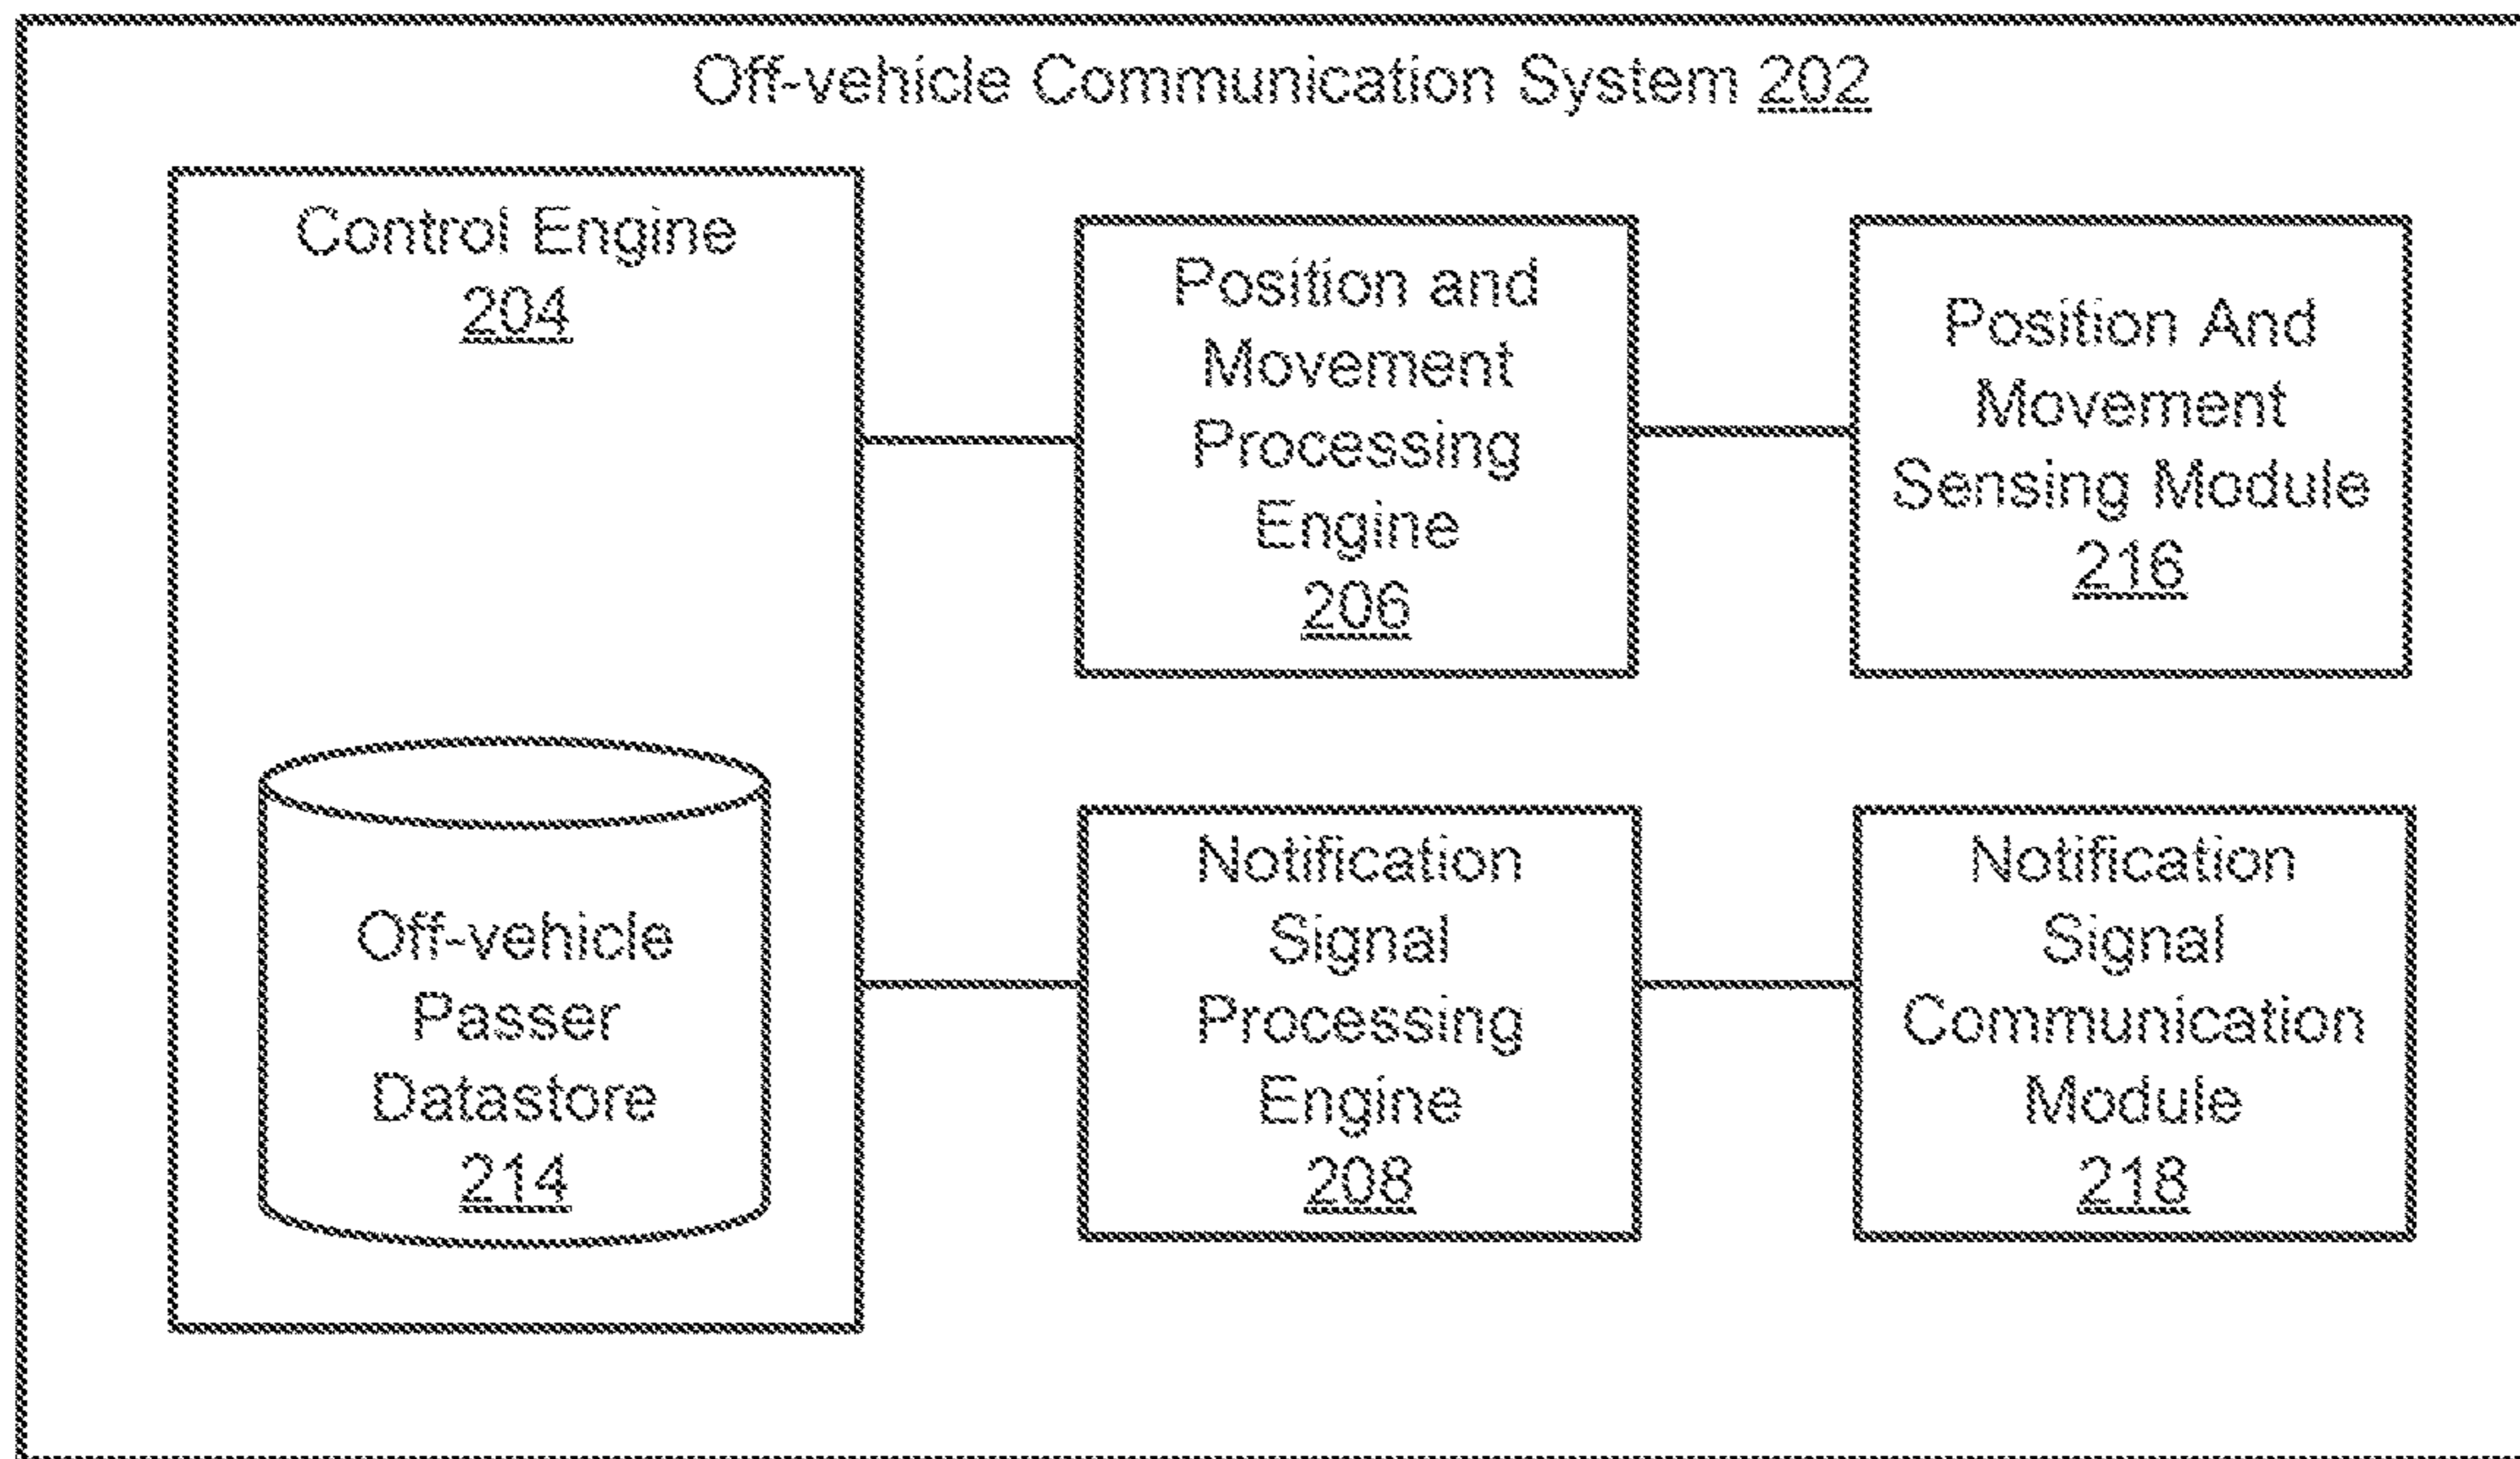 Off-vehicle Communication System 202
Control Engine
204
Off-vehicle
Passer
Datastore
214
Position and
Movement
Processing
Engine
206
Position And
Movement
Sensing Module
216
Notification
Signal
Processing
Engine
208
Notification
Signal
Communication
Module
218